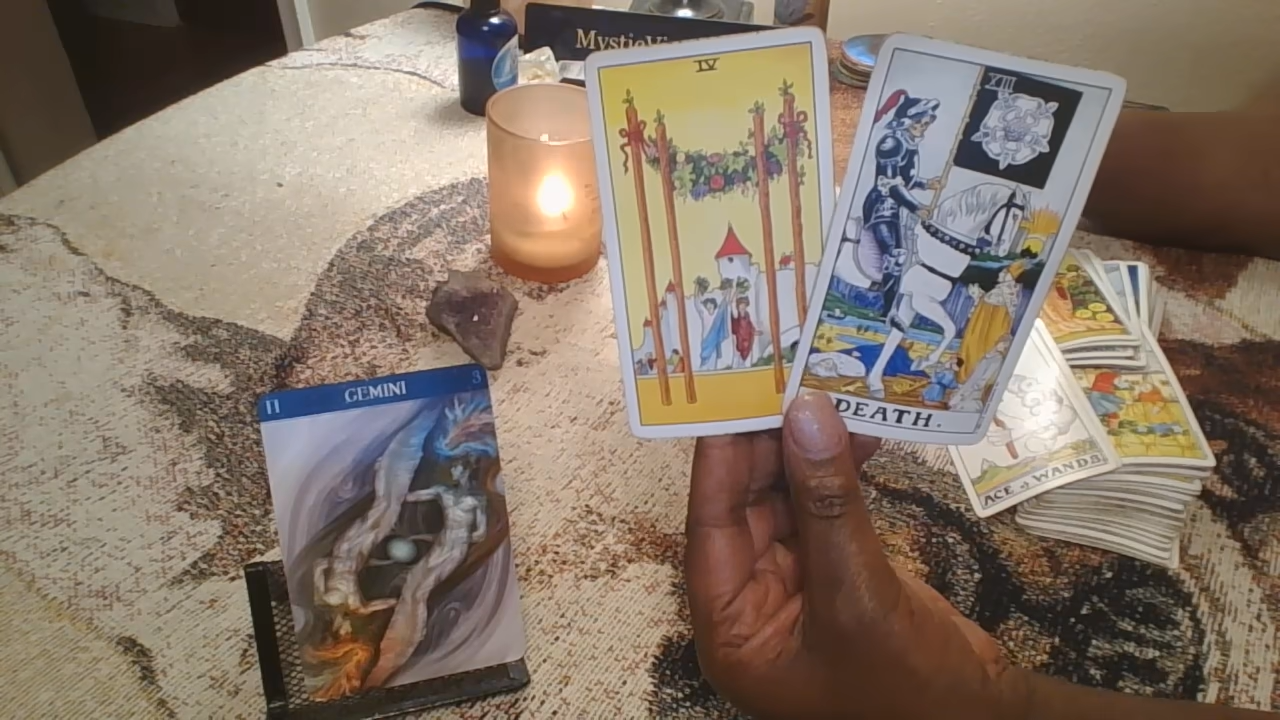 IV
XIII
DEATH.
II GEMINI 3
ACE of WANDS